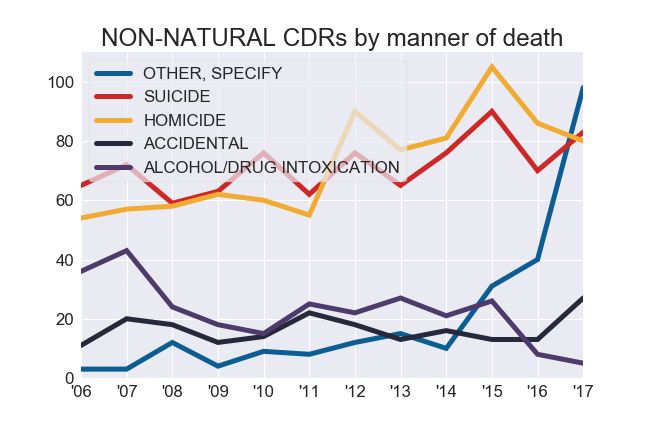 NON-NATURAL CDRs by manner of death
OTHER, SPECIFY
SUICIDE
HOMICIDE
ACCIDENTAL
ALCOHOL/DRUG INTOXICATION
100
80
60
40
20
0
'06 '07 '08 '09 '10 '11 '12 '13 '14 '15 '16 '17